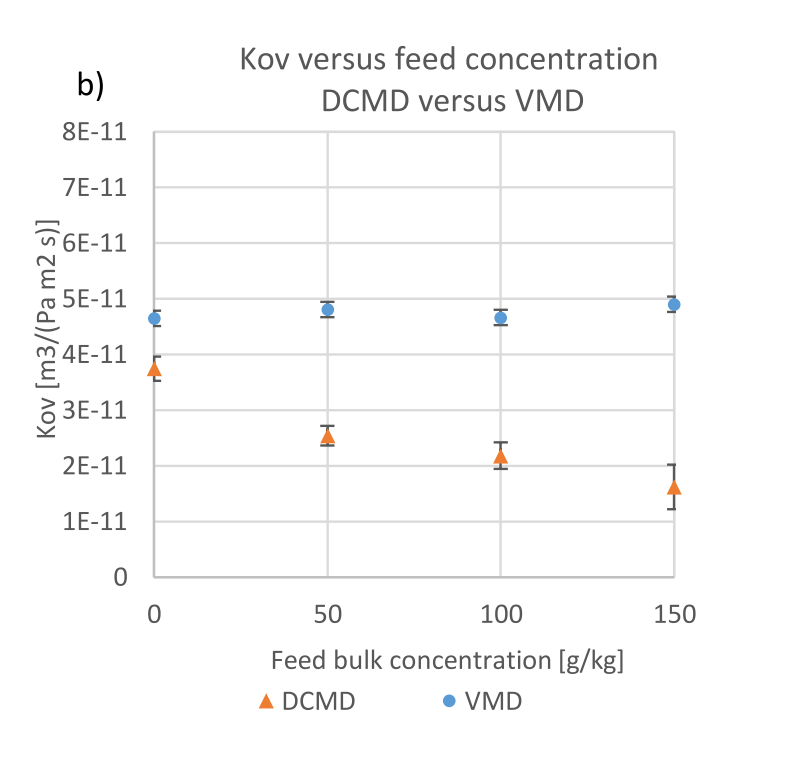 Kov versus feed concentration
b)
DCMD versus VMD
8E-11
7E-11
6E-11
5E-11
4E-11
3E-11
2E-11
1E-11
0
Kov [m3/(Pa m2 s)]
0 50 100 150
Feed bulk concentration [g/kg]
DCMD VMD